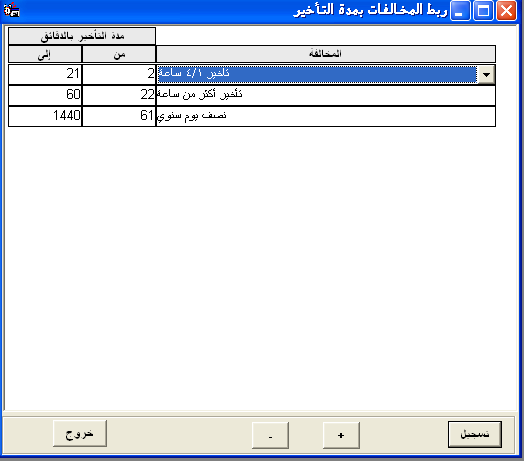 ربط المخالفات بمدة التأخير
مدة التأخير بالدقائق
المخالفة من إلى
تأخير ٤/١ ساعة 2 21
تأخير أكثر من ساعة 22 60
نصف يوم سنوي 61 1440
تسجيل + - خروج